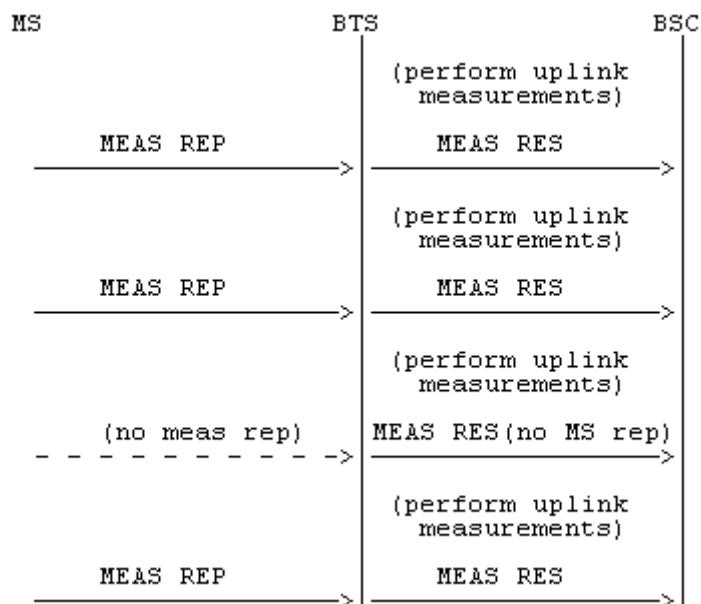 MS BTS BSC
(perform uplink
measurements)
MEAS REP MEAS RES
(perform uplink
measurements)
MEAS REP MEAS RES
(perform uplink
measurements)
(no meas rep) MEAS RES(no MS rep)
(perform uplink
measurements)
MEAS REP MEAS RES